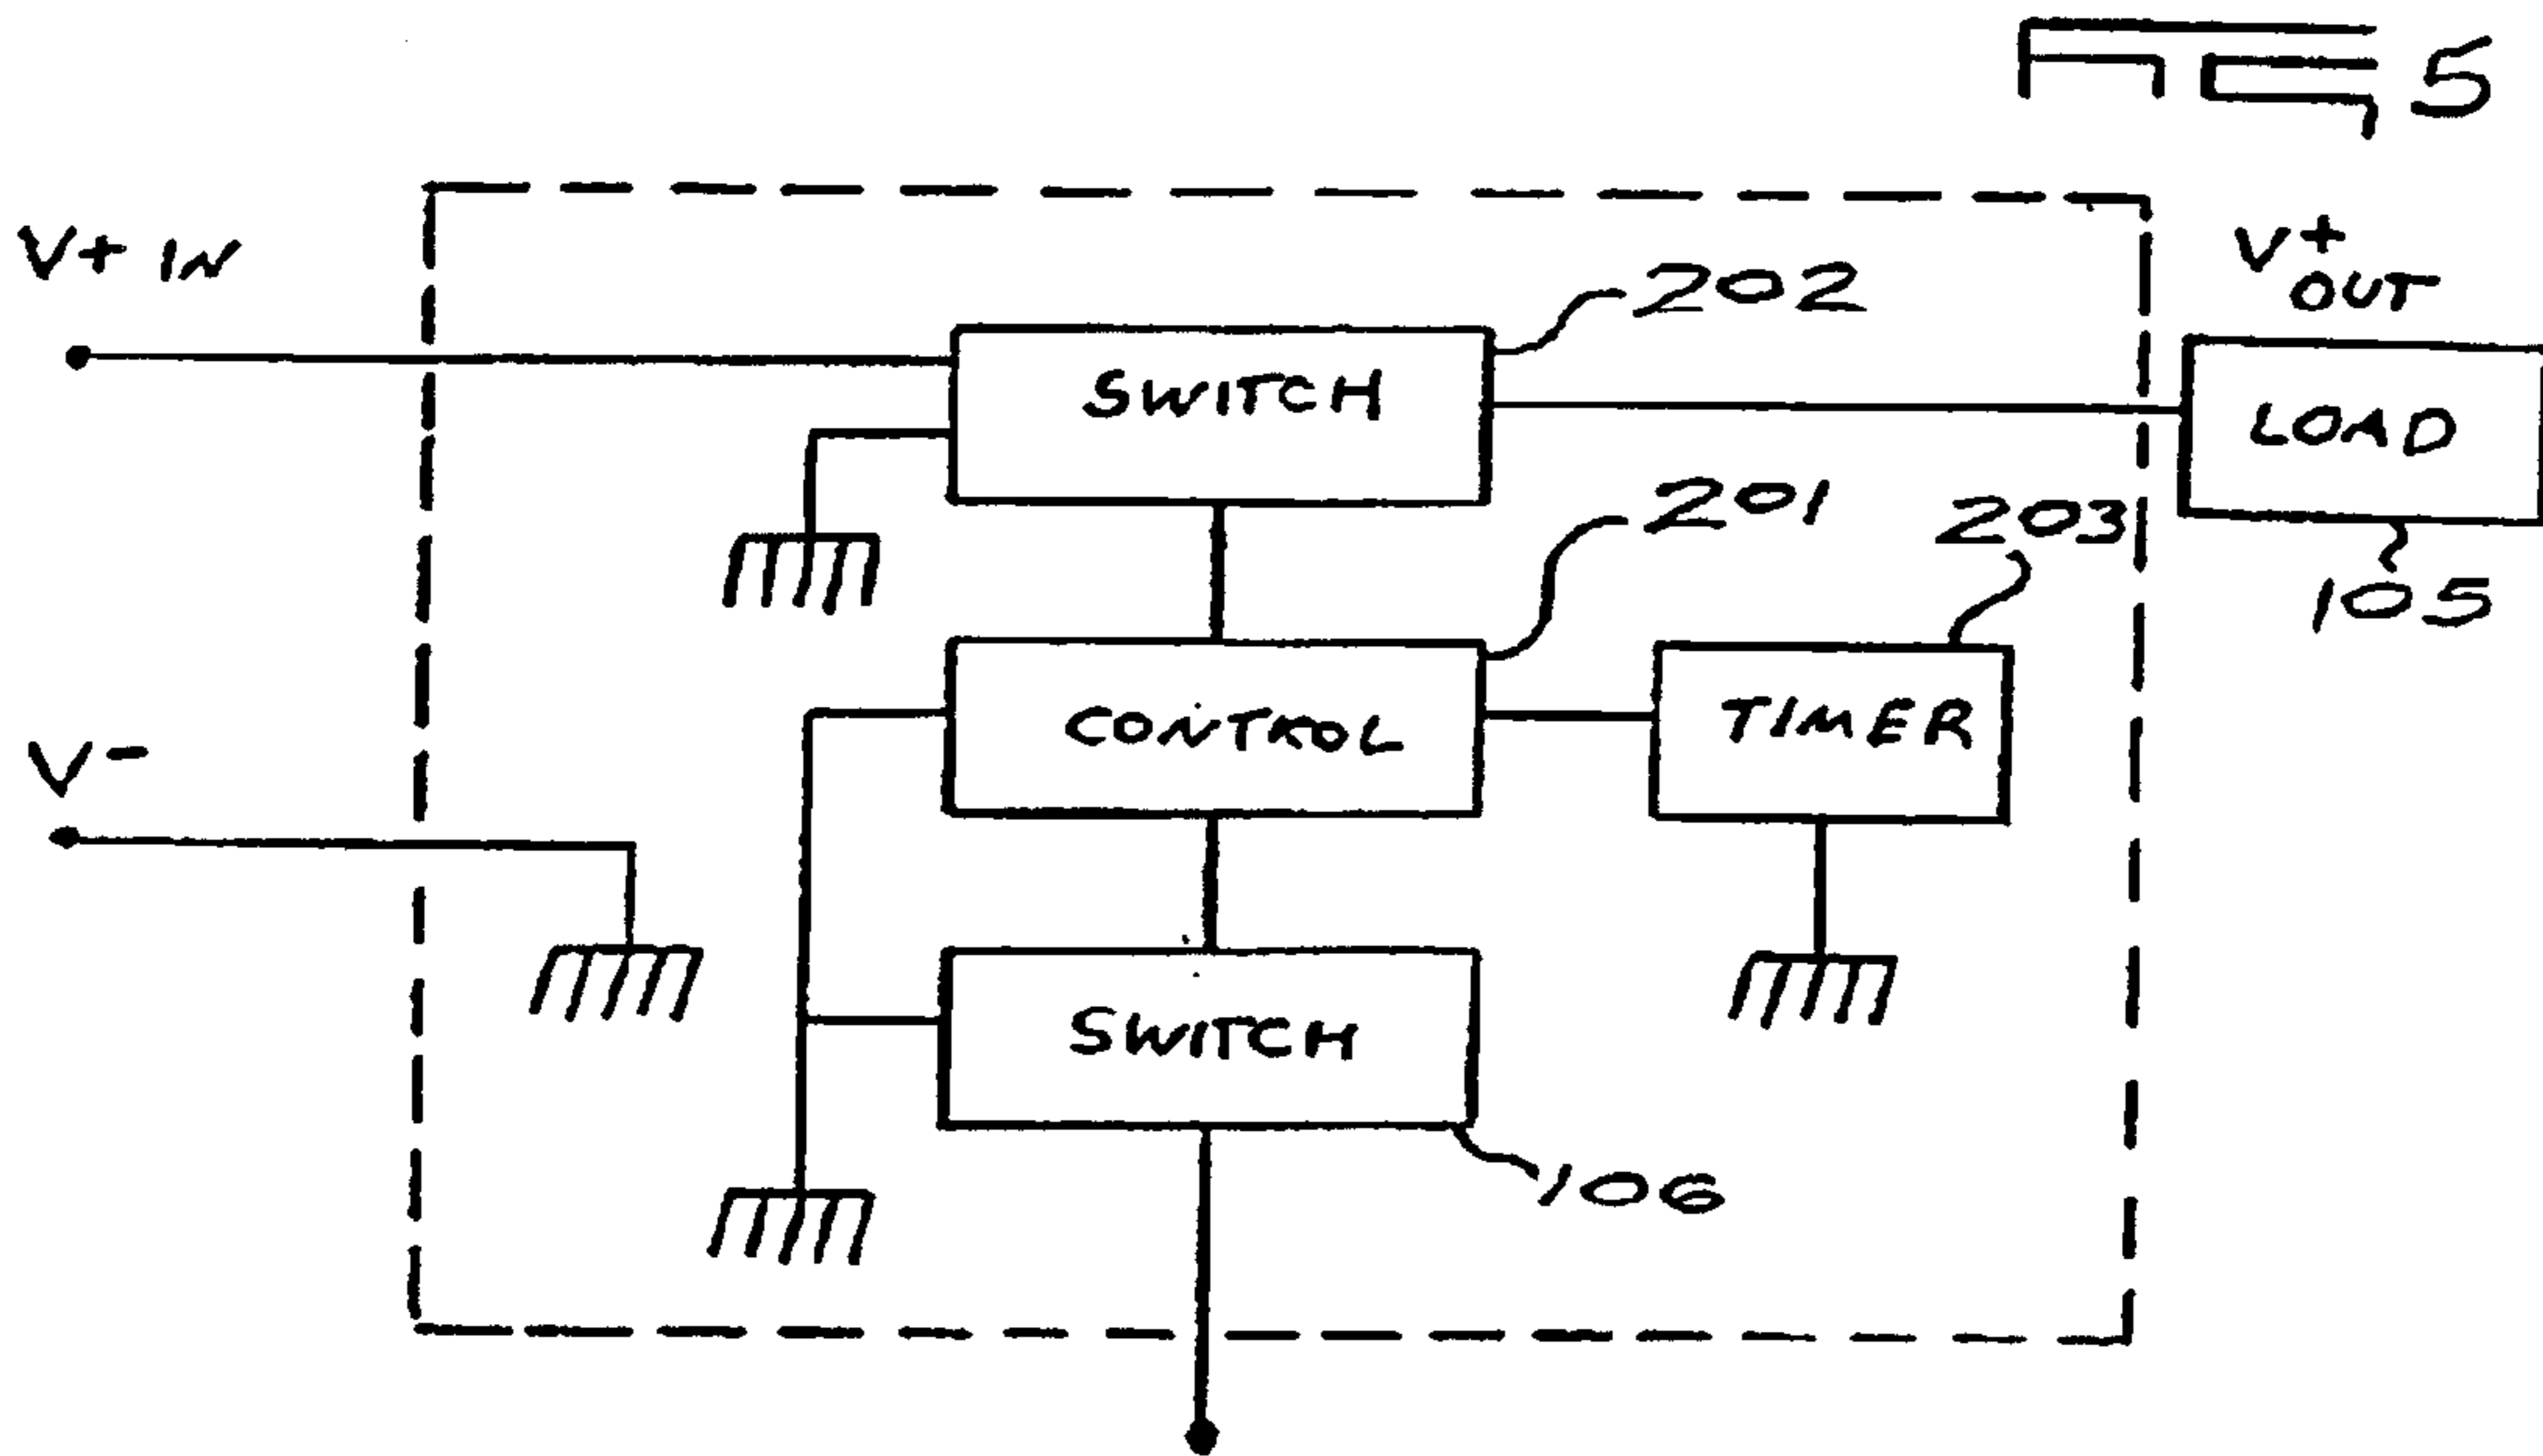 FIG 5
V+ IN
V+
OUT
202
SWITCH
LOAD
201
203
105
CONTROL
TIMER
V-
SWITCH
106